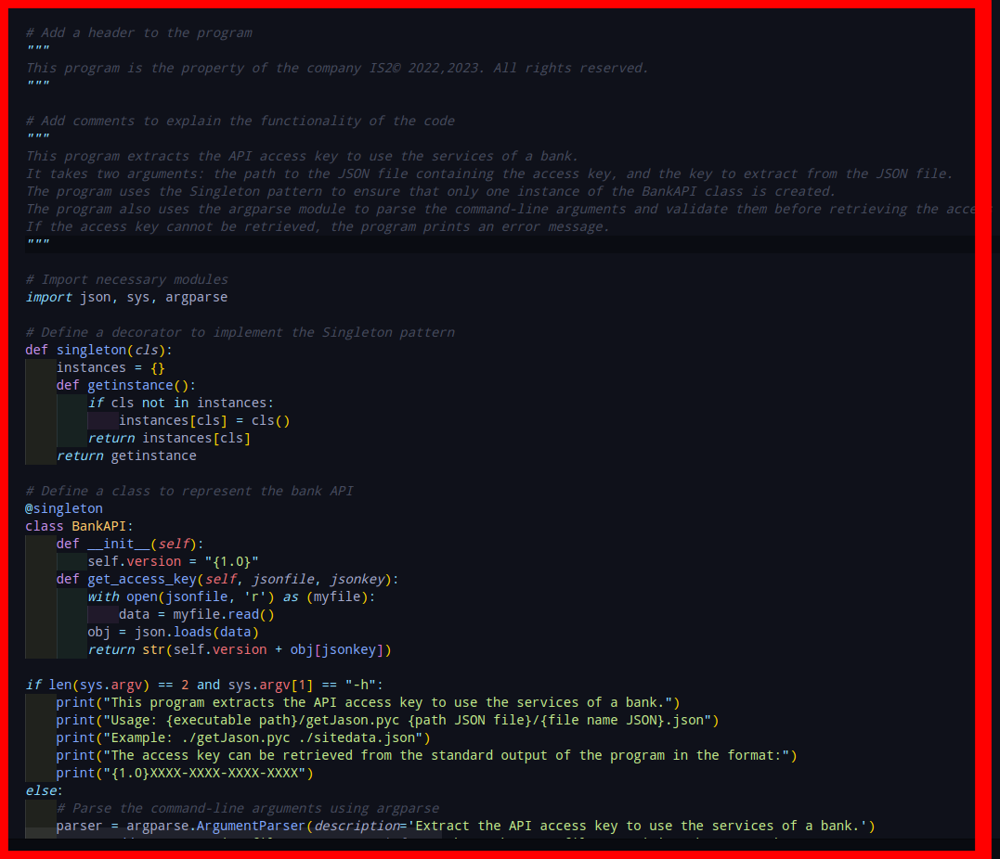 # Add a header to the program
"""
This program is the property of the company IS2© 2022,2023. All rights reserved.
"""
# Add comments to explain the functionality of the code
"""
This program extracts the API access key to use the services of a bank.
It takes two arguments: the path to the JSON file containing the access key, and the key to extract from the JSON file.
The program uses the Singleton pattern to ensure that only one instance of the BankAPI class is created.
The program also uses the argparse module to parse the command-line arguments and validate them before retrieving the
If the access key cannot be retrieved, the program prints an error message.
"""
# Import necessary modules
import json, sys, argparse
# Define a decorator to implement the Singleton pattern
def singleton(cls):
    instances = {}
    def getinstance():
        if cls not in instances:
            instances[cls] = cls()
        return instances[cls]
    return getinstance
# Define a class to represent the bank API
@singleton
class BankAPI:
    def __init__(self):
        self.version = "{1.0}"
    def get_access_key(self, jsonfile, jsonkey):
        with open(jsonfile, 'r') as (myfile):
            data = myfile.read()
        obj = json.loads(data)
        return str(self.version + obj[jsonkey])
if len(sys.argv) == 2 and sys.argv[1] == "-h":
    print("This program extracts the API access key to use the services of a bank.")
    print("Usage: {executable path}/getJason.pyc {path JSON file}/{file name JSON}.json")
    print("Example: ./getJason.pyc ./sitedata.json")
    print("The access key can be retrieved from the standard output of the program in the format:")
    print("{1.0}XXXX-XXXX-XXXX-XXXX")
else:
    # Parse the command-line arguments using argparse
    parser = argparse.ArgumentParser(description='Extract the API access key to use the services of a bank.')